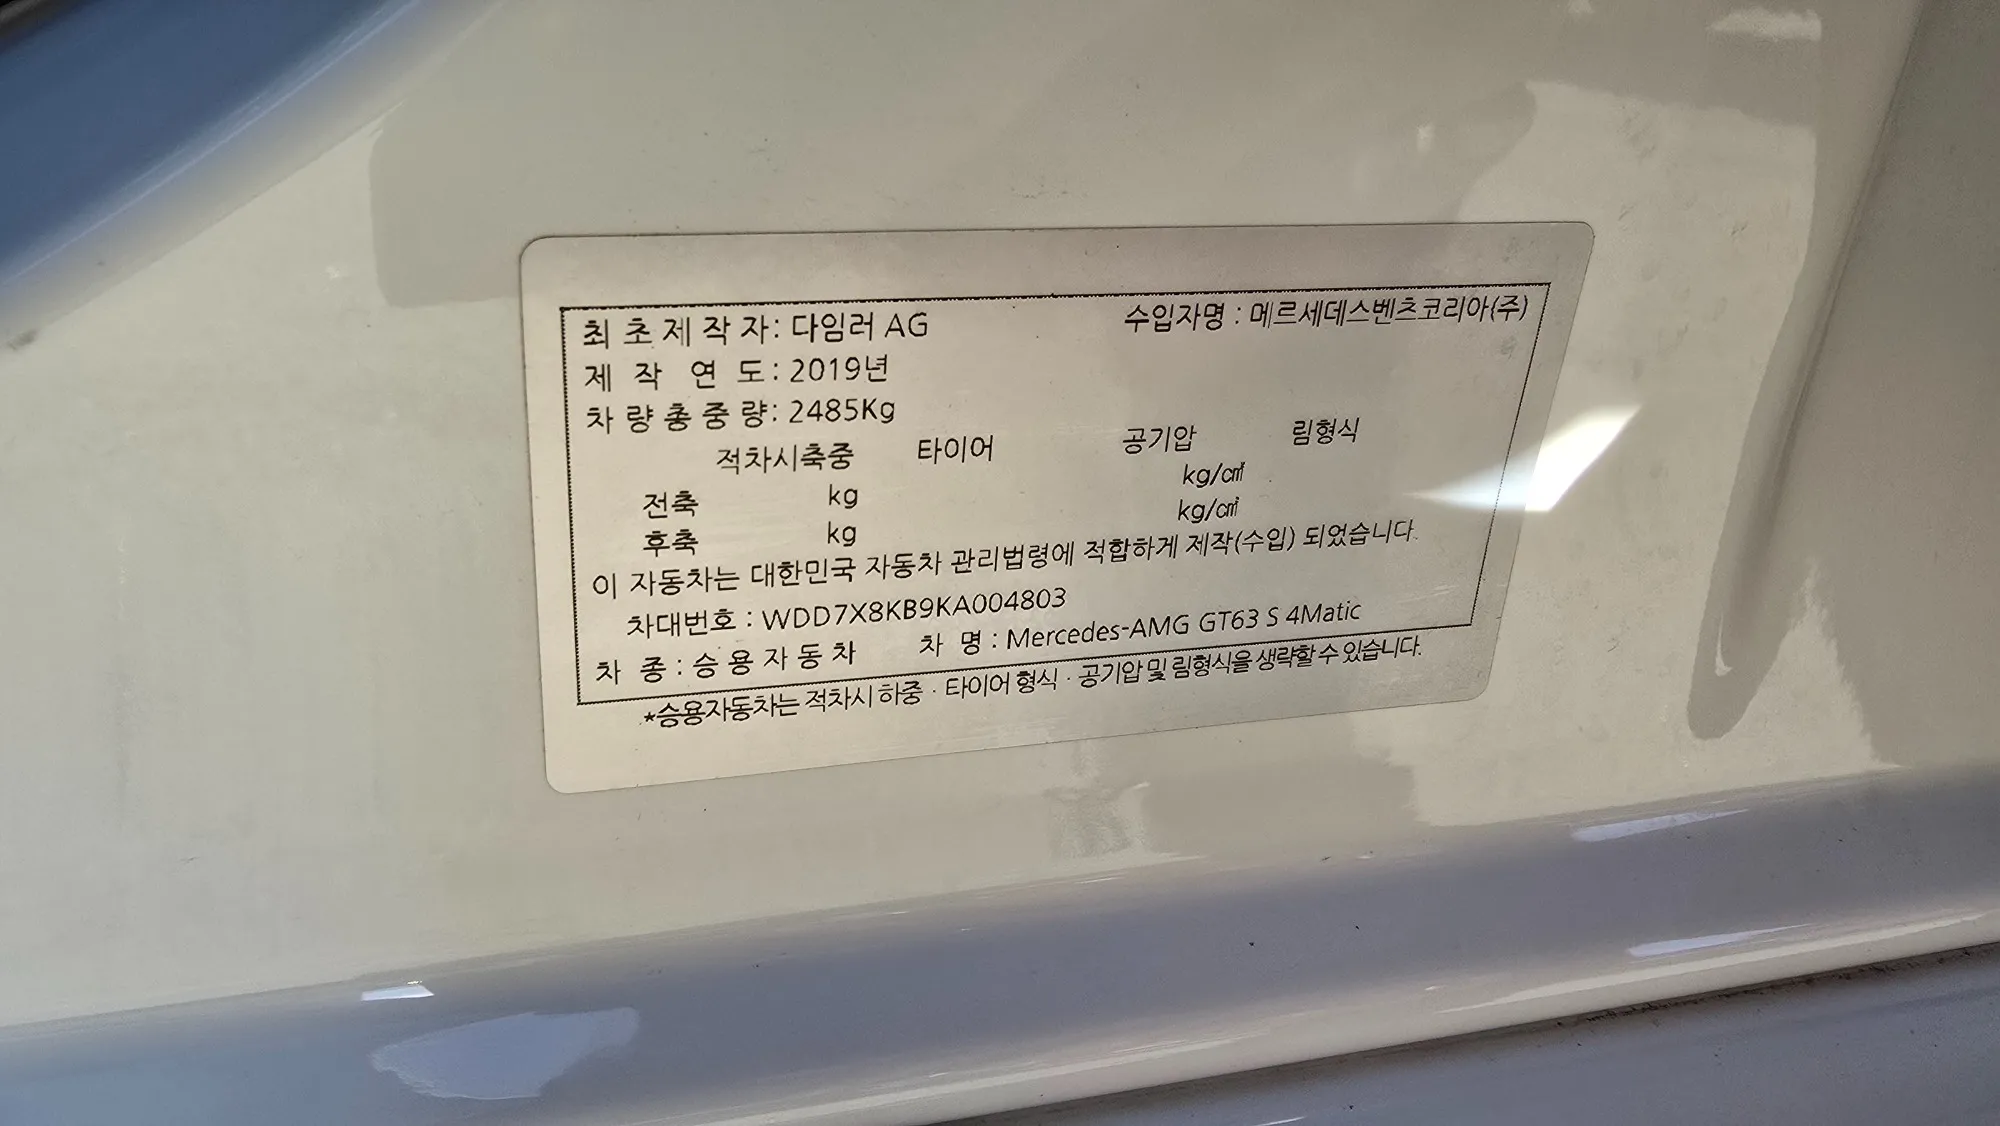 최초제작자: 다임러 AG 수입자명 : 메르세데스벤츠코리아(주)
제작연도: 2019년
차량총중량: 2485Kg
적차시축중 타이어 공기압 림형식
전축 kg kg/㎠
후축 kg kg/㎠
이 자동차는 대한민국 자동차 관리법령에 적합하게 제작(수입) 되었습니다.
차대번호 : WDD7X8KB9KA004803
차 종 : 승용자동차 차 명 : Mercedes-AMG GT63 S 4Matic
*승용자동차는 적차시 하중 · 타이어 형식 · 공기압 및 림형식을 생략할 수 있습니다.